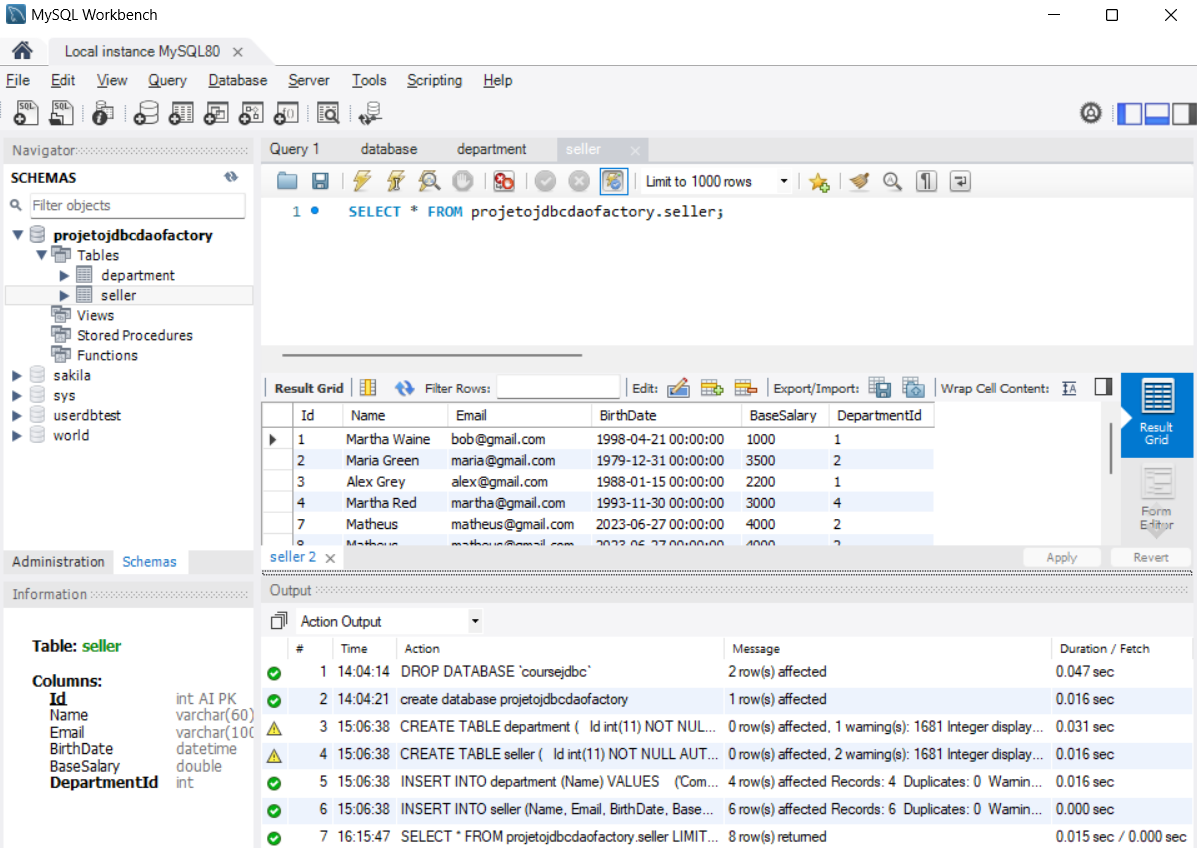 MySQL Workbench
Local instance MySQL80
File Edit View Query Database Server Tools Scripting Help
Navigator
SCHEMAS
Filter objects
projetojdbcdaofactory
Tables
department
seller
Views
Stored Procedures
Functions
sakila
sys
userdbtest
world
Administration Schemas
Information
Table: seller
Columns:
Id int AI PK
Name varchar(60)
Email varchar(100
BirthDate datetime
BaseSalary double
DepartmentId int
Query 1 database department seller
Limit to 1000 rows
1 SELECT * FROM projetojdbcdaofactory.seller;
Result Grid Filter Rows: Edit: Export/Import: Wrap Cell Content:
Id Name Email BirthDate BaseSalary DepartmentId
1 Martha Waine bob@gmail.com 1998-04-21 00:00:00 1000 1
2 Maria Green maria@gmail.com 1979-12-31 00:00:00 3500 2
3 Alex Grey alex@gmail.com 1988-01-15 00:00:00 2200 1
4 Martha Red martha@gmail.com 1993-11-30 00:00:00 3000 4
7 Matheus matheus@gmail.com 2023-06-27 00:00:00 4000 2
8 Matheus matheus@gmail.com 2023-06-27 00:00:00 4000 2
Result
Grid
Form
Editor
seller 2
Apply Revert
Output
Action Output
# Time Action Message Duration / Fetch
1 14:04:14 DROP DATABASE `coursejdbc` 2 row(s) affected 0.047 sec
2 14:04:21 create database projetojdbcdaofactory 1 row(s) affected 0.016 sec
3 15:06:38 CREATE TABLE department ( Id int(11) NOT NUL... 0 row(s) affected, 1 warning(s): 1681 Integer display... 0.031 sec
4 15:06:38 CREATE TABLE seller ( Id int(11) NOT NULL AUT... 0 row(s) affected, 2 warning(s): 1681 Integer display... 0.016 sec
5 15:06:38 INSERT INTO department (Name) VALUES ('Com... 4 row(s) affected Records: 4 Duplicates: 0 Warnin... 0.016 sec
6 15:06:38 INSERT INTO seller (Name, Email, BirthDate, Base... 6 row(s) affected Records: 6 Duplicates: 0 Warnin... 0.000 sec
7 16:15:47 SELECT * FROM projetojdbcdaofactory.seller LIMIT... 8 row(s) returned 0.015 sec / 0.000 sec